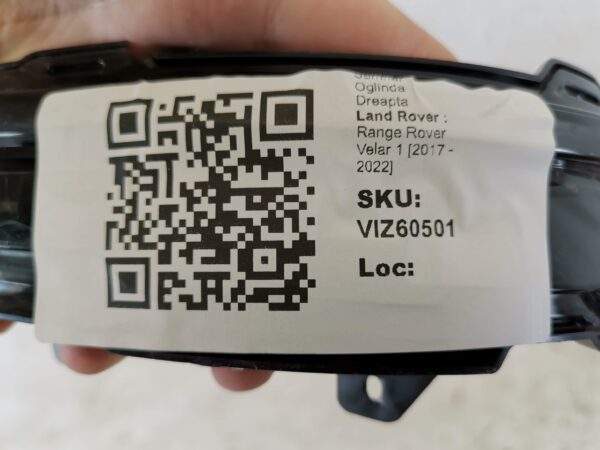 Oglinda
Dreapta
Land Rover :
Range Rover
Velar 1 [2017 -
2022]
SKU:
VIZ60501
Loc: